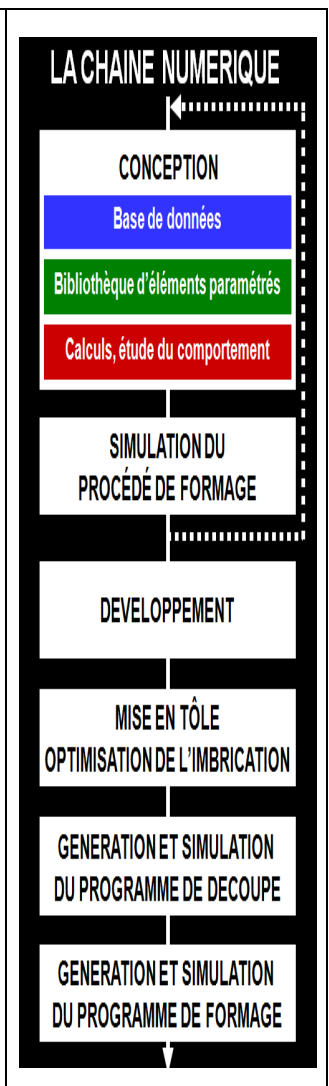 LA CHAINE NUMERIQUE
CONCEPTION
Base de données
Bibliothèque d'éléments paramétrés
Calculs, étude du comportement
SIMULATION DU
PROCÉDÉ DE FORMAGE
DEVELOPPEMENT
MISE EN TÔLE
OPTIMISATION DE L'IMBRICATION
GENERATION ET SIMULATION
DU PROGRAMME DE DECOUPE
GENERATION ET SIMULATION
DU PROGRAMME DE FORMAGE